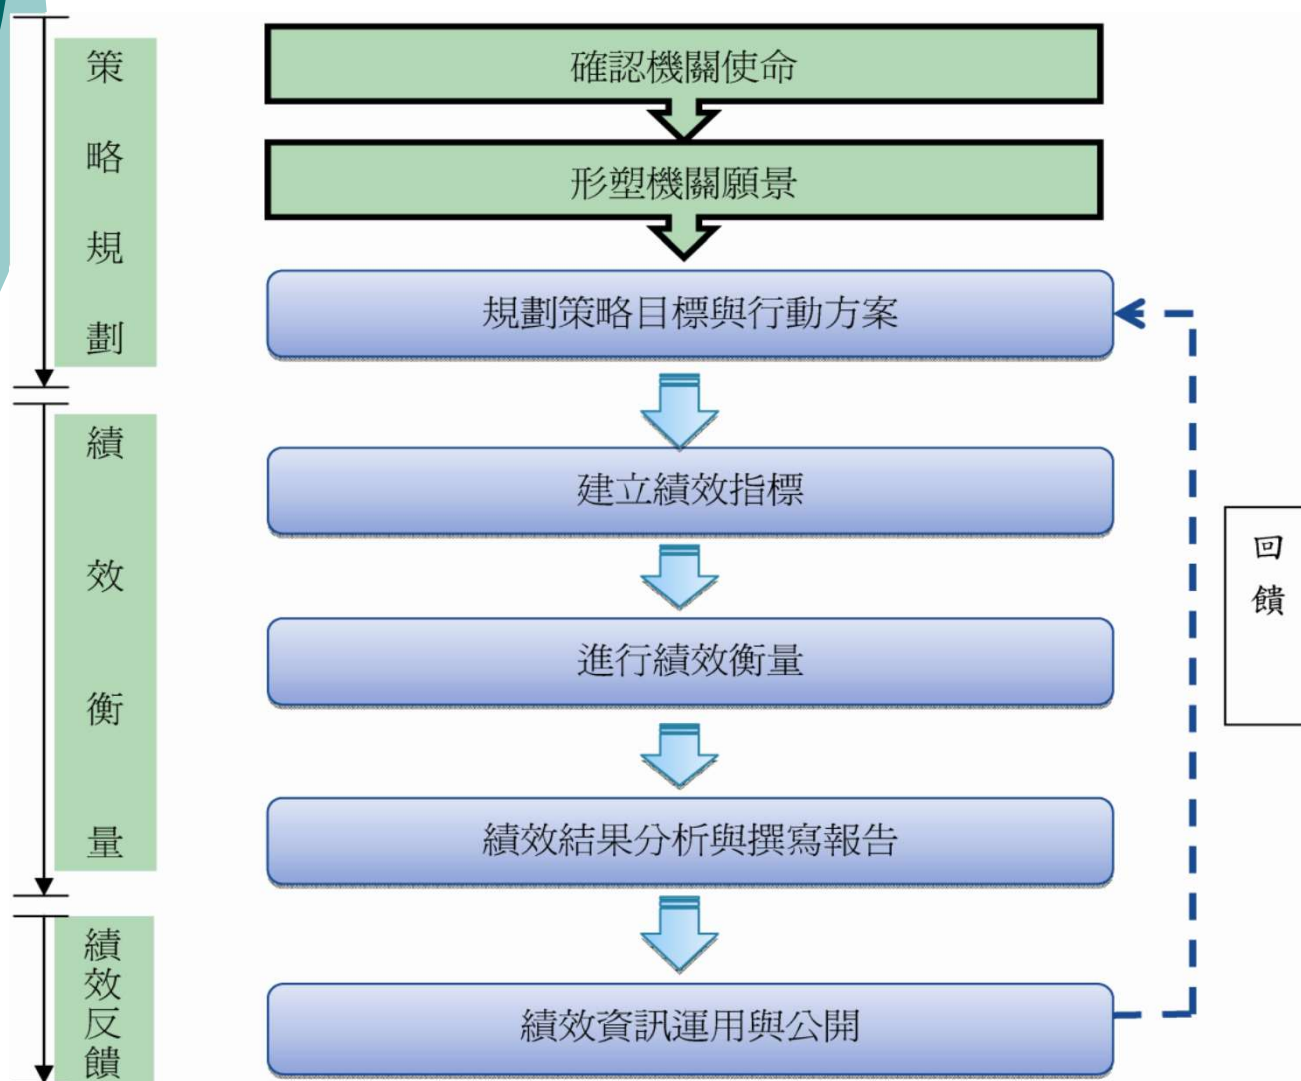 策略規劃
確認機關使命
形塑機關願景
規劃策略目標與行動方案
績效衡量
建立績效指標
進行績效衡量
績效結果分析與撰寫報告
績效反饋
績效資訊運用與公開
回饋